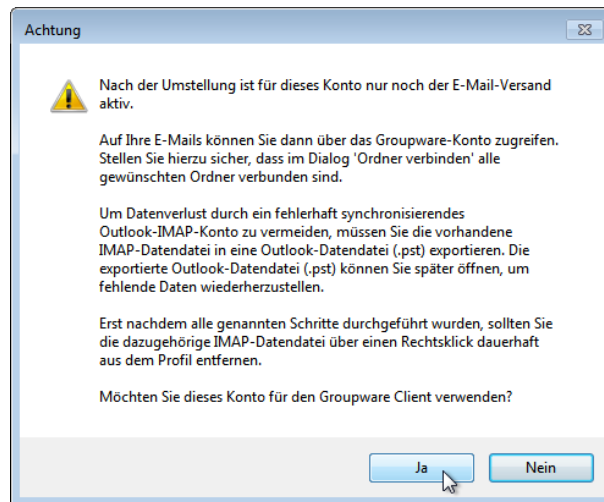 Achtung
Nach der Umstellung ist für dieses Konto nur noch der E-Mail-Versand
aktiv.
Auf Ihre E-Mails können Sie dann über das Groupware-Konto zugreifen.
Stellen Sie hierzu sicher, dass im Dialog 'Ordner verbinden' alle
gewünschten Ordner verbunden sind.
Um Datenverlust durch ein fehlerhaft synchronisierendes
Outlook-IMAP-Konto zu vermeiden, müssen Sie die vorhandene
IMAP-Datendatei in eine Outlook-Datendatei (.pst) exportieren. Die
exportierte Outlook-Datendatei (.pst) können Sie später öffnen, um
fehlende Daten wiederherzustellen.
Erst nachdem alle genannten Schritte durchgeführt wurden, sollten Sie
die dazugehörige IMAP-Datendatei über einen Rechtsklick dauerhaft
aus dem Profil entfernen.
Möchten Sie dieses Konto für den Groupware Client verwenden?
Ja Nein